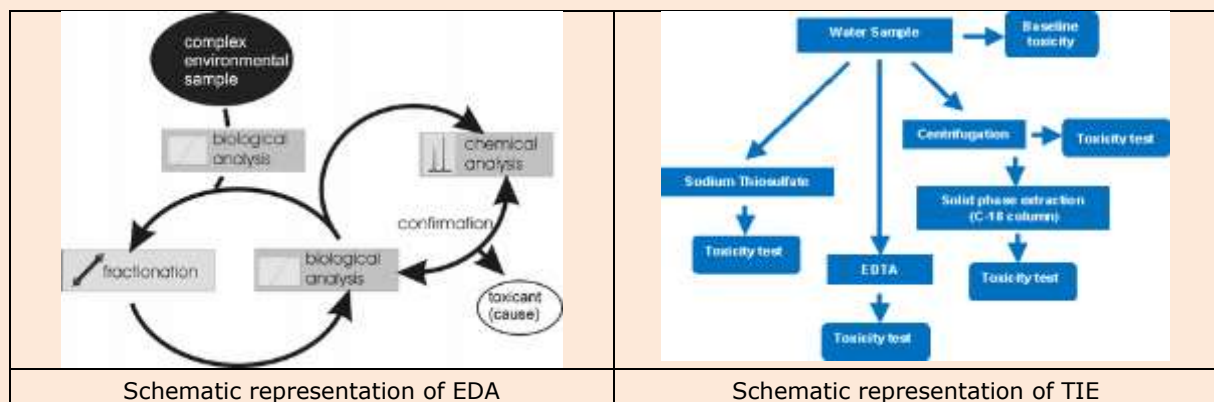 complex
environmental
sample
biological
analysis
chemical
analysis
confirmation
fractionation
biological
analysis
toxicant
(cause)
Water Sample
Baseline
toxicity
Centrifugation
Toxicity test
Sodium Thiosulfate
Solid phase extraction
(C-18 column)
Toxicity test
EDTA
Toxicity test
Toxicity test
Schematic representation of EDA
Schematic representation of TIE